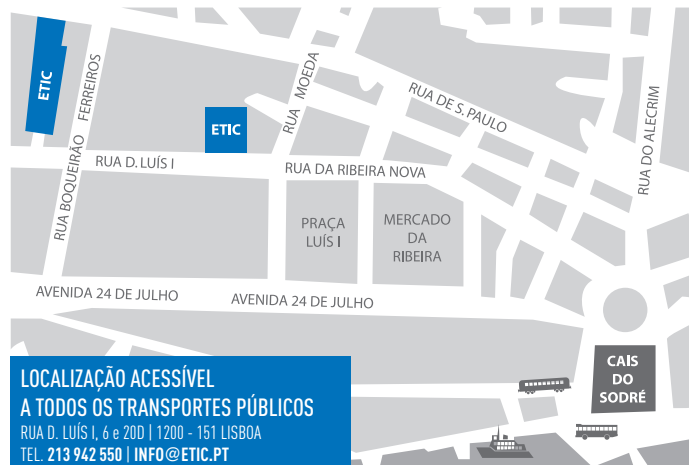 ETIC
RUA BOQUEIRÃO FERREIROS
ETIC
RUA MOEDA
RUA DE S. PAULO
RUA DO ALECRIM
RUA D. LUÍS I
RUA DA RIBEIRA NOVA
PRAÇA
LUÍS I
MERCADO
DA
RIBEIRA
AVENIDA 24 DE JULHO
AVENIDA 24 DE JULHO
CAIS
DO
SODRÉ
LOCALIZAÇÃO ACESSÍVEL
A TODOS OS TRANSPORTES PÚBLICOS
RUA D. LUÍS I, 6 e 20D | 1200 - 151 LISBOA
TEL. 213 942 550 | INFO@ETIC.PT